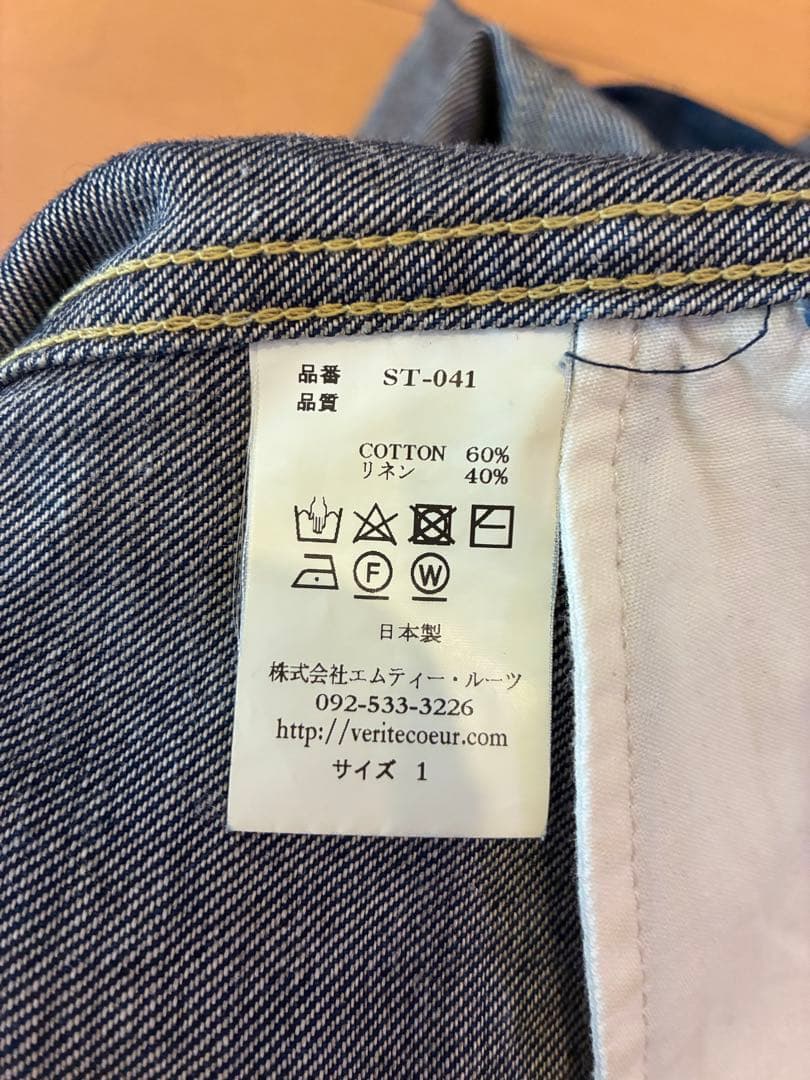 品番 ST-041
品質
COTTON 60%
リネン 40%
F W
日本製
株式会社エムティー・ルーツ
092-533-3226
http://veritecoeur.com
サイズ 1